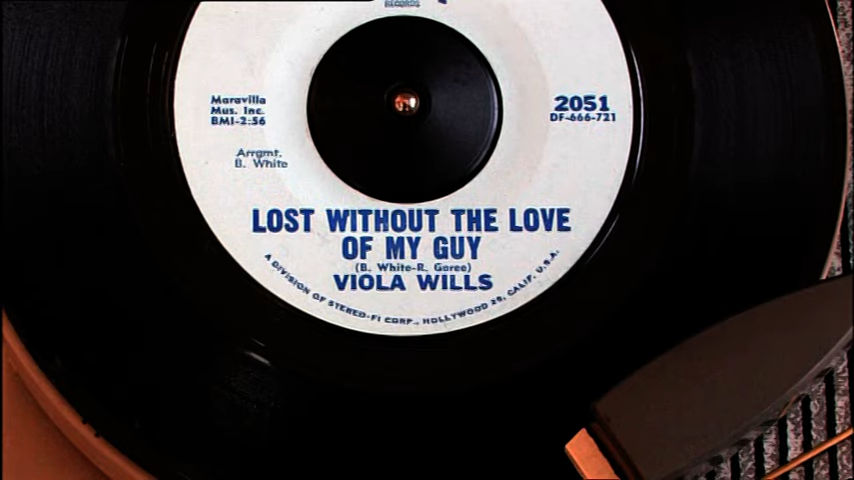 RECORDS
Maravilla
Mus. Inc.
BMI-2:56
2051
DF-666-721
Arrgmt.
B. White
LOST WITHOUT THE LOVE
OF MY GUY
(B. White-R. Goree)
VIOLA WILLS
A DIVISION OF STEREO-FI CORP., HOLLYWOOD 28, CALIF. U.S.A.